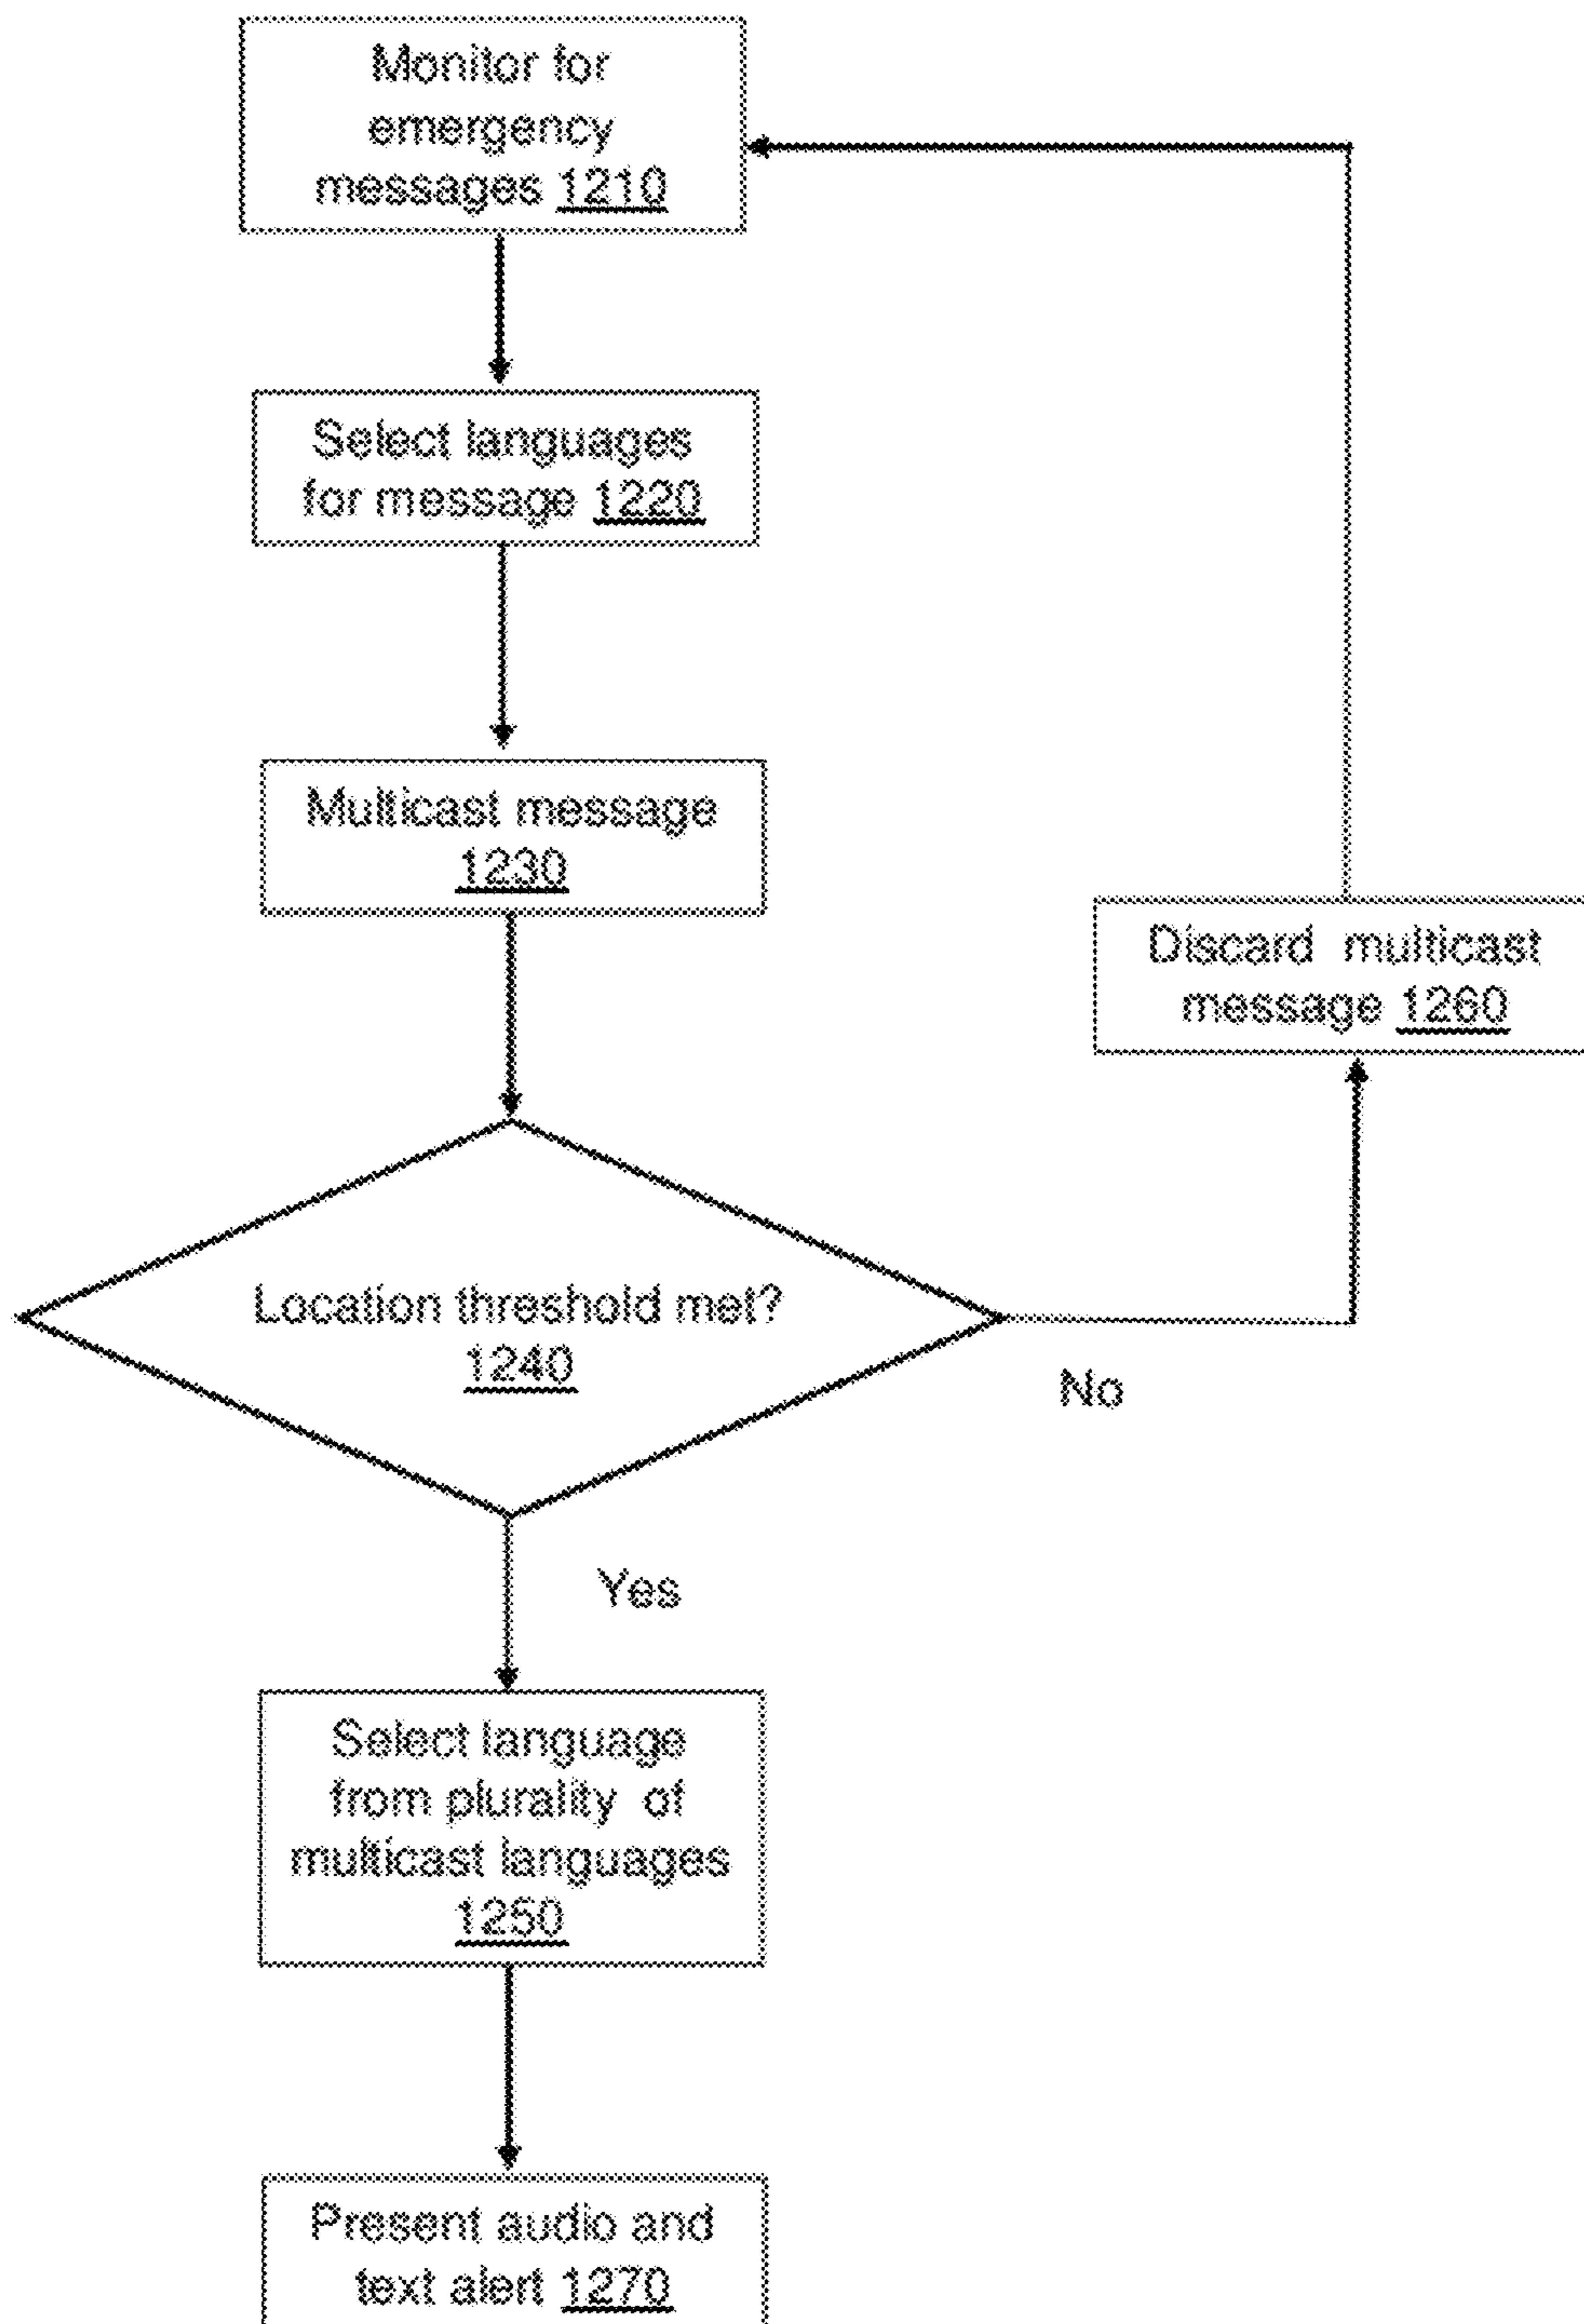 Monitor for
emergency
messages 1210
Select languages
for message 1220
Multicast message
1230
Discard multicast
message 1260
Location threshold met?
1240
No
Yes
Select language
from plurality of
multicast languages
1250
Present audio and
text alert 1270